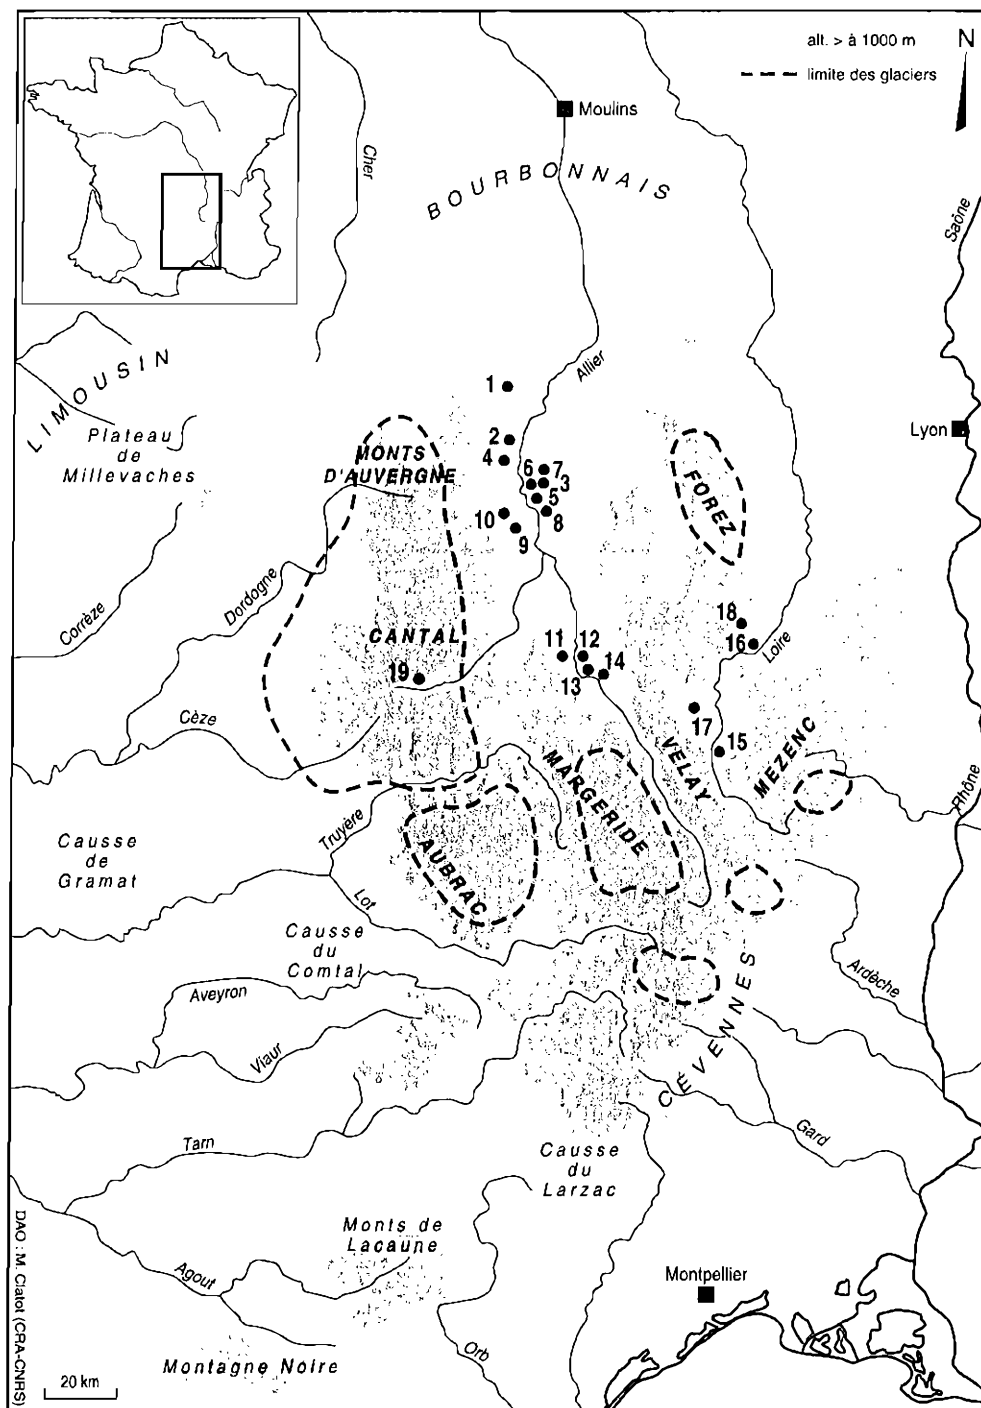 alt. > à 1000 m
N
limite des glaciers
Moulins
Cher
BOURBONNAIS
Saône
Allier
LIMOUSIN
1
Plateau
de
Millevaches
Lyon
2
4
MONTS
D'AUVERGNE
6
7
3
5
FOREZ
10
8
9
Dordogne
Corrèze
CANTAL
18
16
Loire
11
12
13
14
19
17
Cèze
15
VELAY
MEZENC
MARGERIDE
Rhône
Truyère
Causse
de
Gramat
AUBRAC
Lot
Causse
du
Comtal
Ardèche
Aveyron
CÉVENNES
Viaur
Tarn
Gard
Causse
du
Larzac
Monts de
Lacaune
Agout
Montpellier
Orb
Montagne Noire
20 km
DAO : M. Clatot (CRA-CNRS)